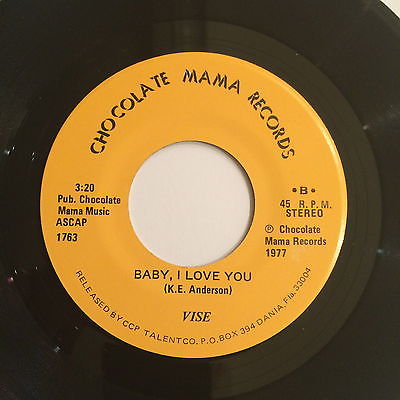 CHOCOLATE MAMA RECORDS
3:20
Pub. Chocolate
Mama Music
ASCAP
1763
• B •
45 R.P.M.
STEREO
℗ Chocolate
Mama Records
1977
BABY, I LOVE YOU
(K.E. Anderson)
VISE
RELEASED BY CCP TALENT CO. P.O. BOX 394 DANIA, Fla. 33004